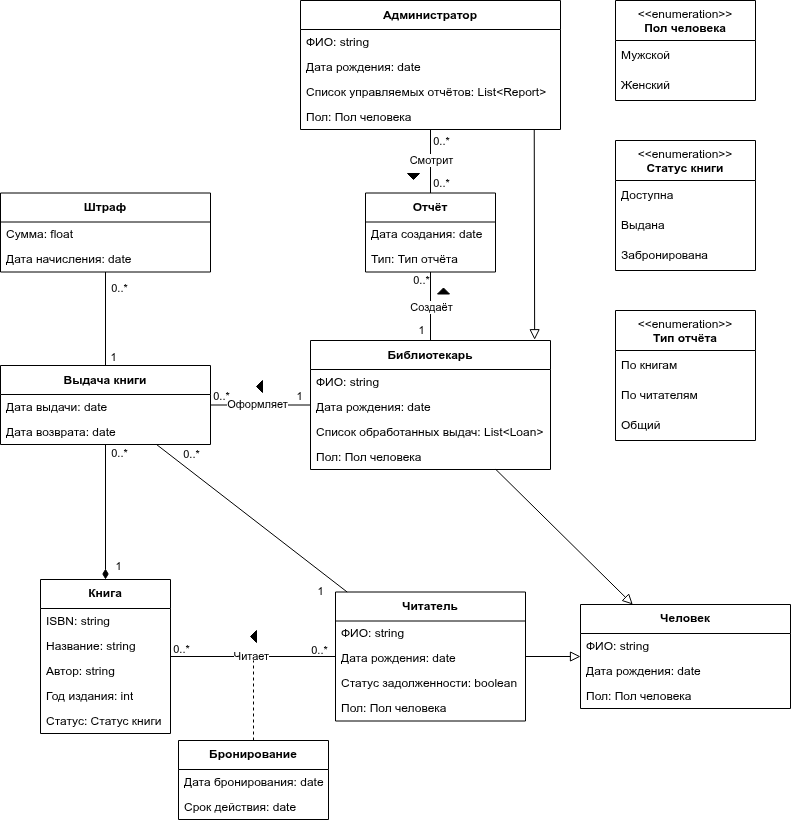 Администратор
ФИО: string
Дата рождения: date
Список управляемых отчётов: List<Report>
Пол: Пол человека
<<enumeration>>
Пол человека
Мужской
Женский
0..*
Смотрит
0..*
<<enumeration>>
Статус книги
Доступна
Выдана
Забронирована
Штраф
Сумма: float
Дата начисления: date
Отчёт
Дата создания: date
Тип: Тип отчёта
0..*
Создаёт
1
0..*
1
<<enumeration>>
Тип отчёта
По книгам
По читателям
Общий
Выдача книги
Дата выдачи: date
Дата возврата: date
0..*
Оформляет
1
Библиотекарь
ФИО: string
Дата рождения: date
Список обработанных выдач: List<Loan>
Пол: Пол человека
0..*
0..*
1
1
Книга
ISBN: string
Название: string
Автор: string
Год издания: int
Статус: Статус книги
0..*
Читает
0..*
Читатель
ФИО: string
Дата рождения: date
Статус задолженности: boolean
Пол: Пол человека
Человек
ФИО: string
Дата рождения: date
Пол: Пол человека
Бронирование
Дата бронирования: date
Срок действия: date